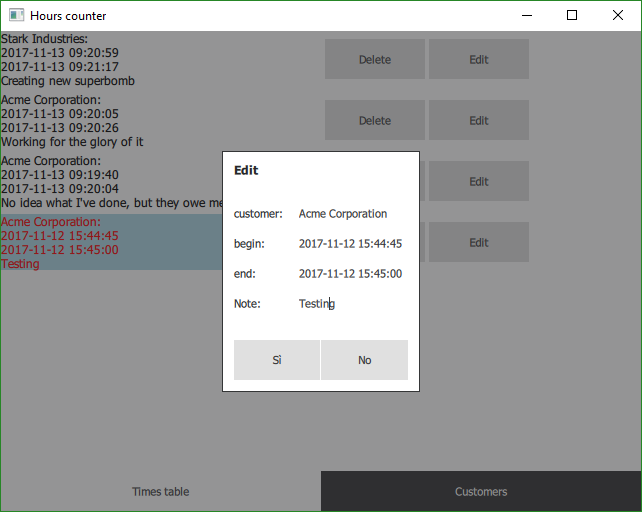 Hours counter
Stark Industries:
2017-11-13 09:20:59
2017-11-13 09:21:17
Creating new superbomb
Delete Edit
Acme Corporation:
2017-11-13 09:20:05
2017-11-13 09:20:26
Working for the glory of it
Delete Edit
Acme Corporation:
2017-11-13 09:19:40
2017-11-13 09:20:04
No idea what I've done, but they owe me
Edit
Acme Corporation:
2017-11-12 15:44:45
2017-11-12 15:45:00
Testing
Edit
Edit
customer: Acme Corporation
begin: 2017-11-12 15:44:45
end: 2017-11-12 15:45:00
Note: Testing
Sì No
Times table Customers